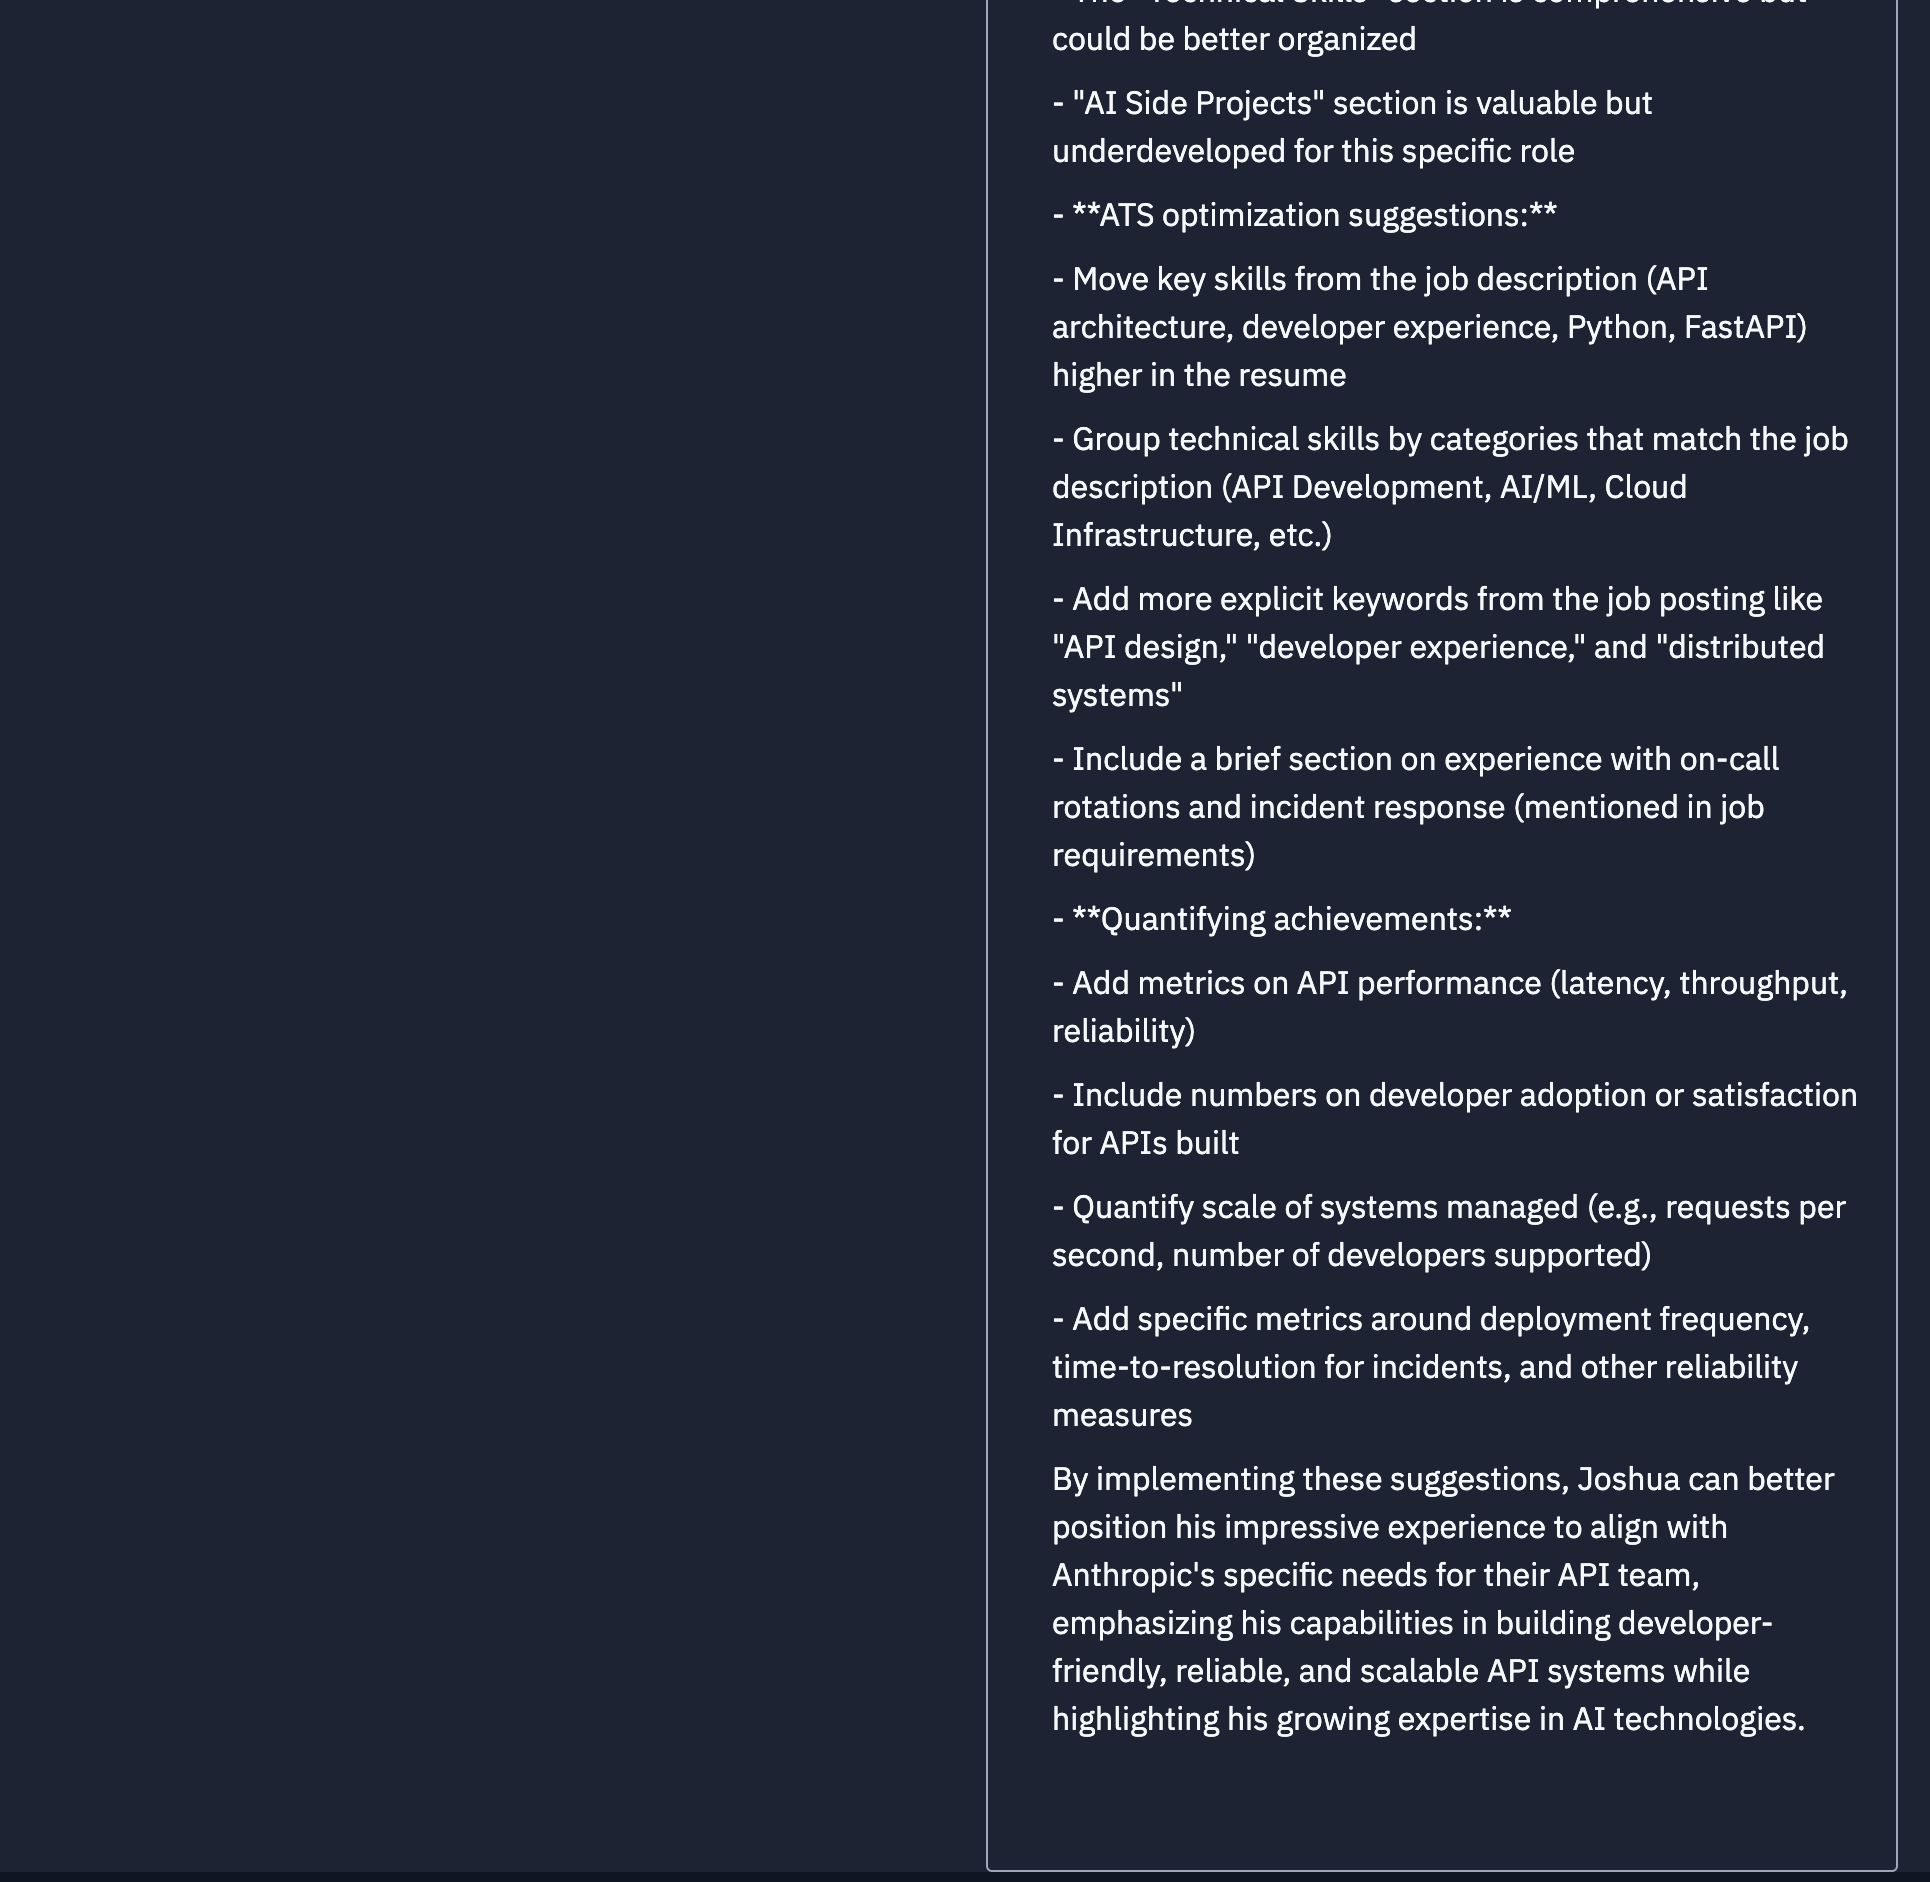 could be better organized
- "AI Side Projects" section is valuable but
underdeveloped for this specific role
- **ATS optimization suggestions:**
- Move key skills from the job description (API
architecture, developer experience, Python, FastAPI)
higher in the resume
- Group technical skills by categories that match the job
description (API Development, AI/ML, Cloud
Infrastructure, etc.)
- Add more explicit keywords from the job posting like
"API design," "developer experience," and "distributed
systems"
- Include a brief section on experience with on-call
rotations and incident response (mentioned in job
requirements)
- **Quantifying achievements:**
- Add metrics on API performance (latency, throughput,
reliability)
- Include numbers on developer adoption or satisfaction
for APIs built
- Quantify scale of systems managed (e.g., requests per
second, number of developers supported)
- Add specific metrics around deployment frequency,
time-to-resolution for incidents, and other reliability
measures
By implementing these suggestions, Joshua can better
position his impressive experience to align with
Anthropic's specific needs for their API team,
emphasizing his capabilities in building developer-
friendly, reliable, and scalable API systems while
highlighting his growing expertise in AI technologies.